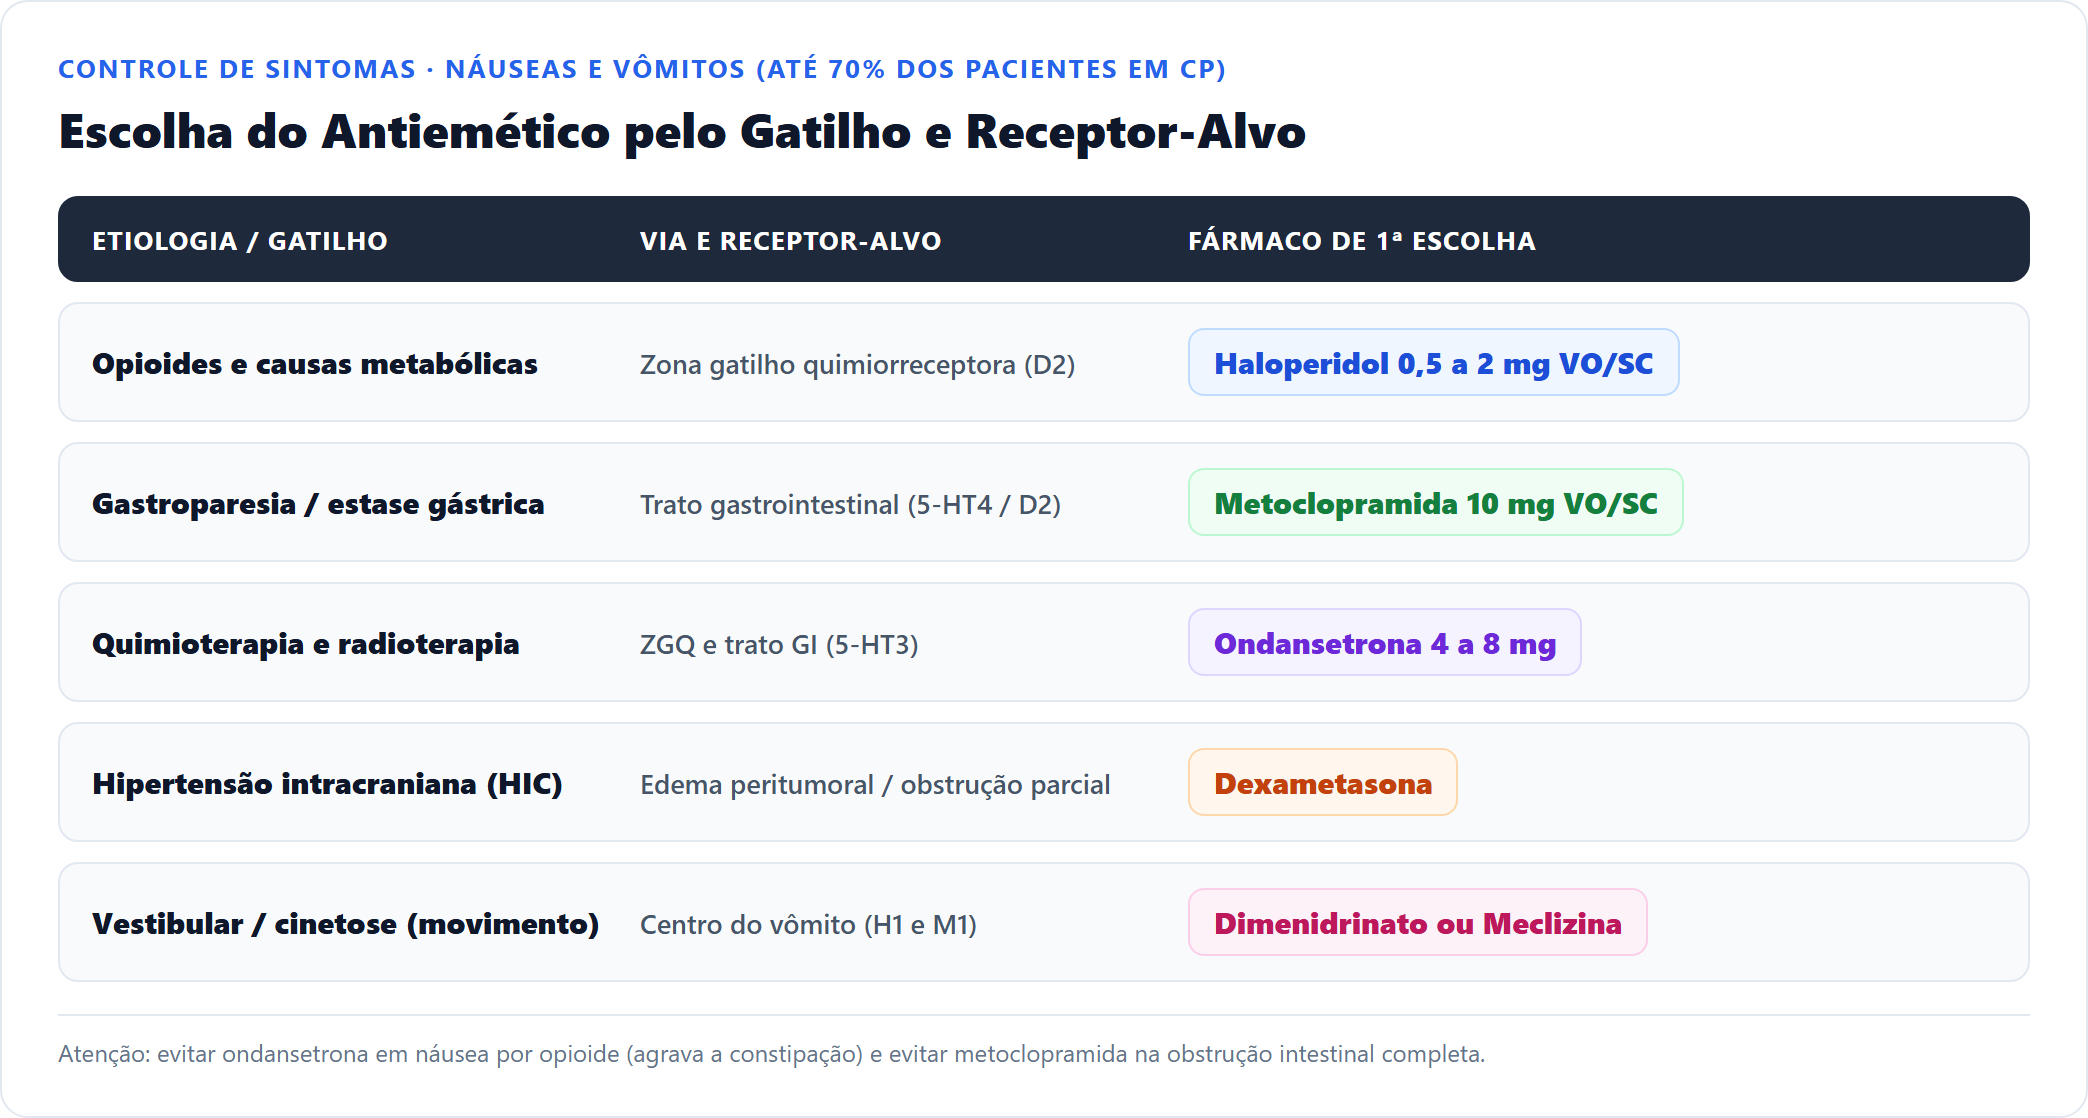 CONTROLE DE SINTOMAS · NÁUSEAS E VÔMITOS (ATÉ 70% DOS PACIENTES EM CP)
Escolha do Antiemético pelo Gatilho e Receptor-Alvo
ETIOLOGIA / GATILHO VIA E RECEPTOR-ALVO FÁRMACO DE 1ª ESCOLHA
Opioides e causas metabólicas Zona gatilho quimiorreceptora (D2) Haloperidol 0,5 a 2 mg VO/SC
Gastroparesia / estase gástrica Trato gastrointestinal (5-HT4 / D2) Metoclopramida 10 mg VO/SC
Quimioterapia e radioterapia ZGQ e trato GI (5-HT3) Ondansetrona 4 a 8 mg
Hipertensão intracraniana (HIC) Edema peritumoral / obstrução parcial Dexametasona
Vestibular / cinetose (movimento) Centro do vômito (H1 e M1) Dimenidrinato ou Meclizina
Atenção: evitar ondansetrona em náusea por opioide (agrava a constipação) e evitar metoclopramida na obstrução intestinal completa.